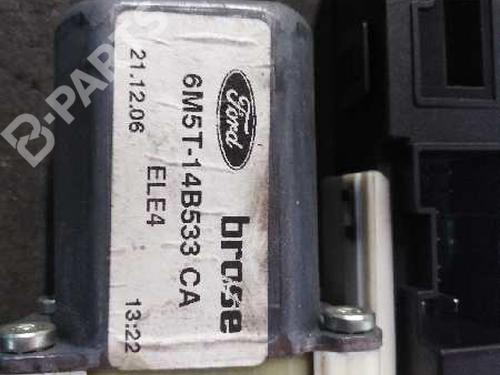 Ford
brose
6M5T-14B533 CA
ELE4
21.12.06
13:22
B-PARTS